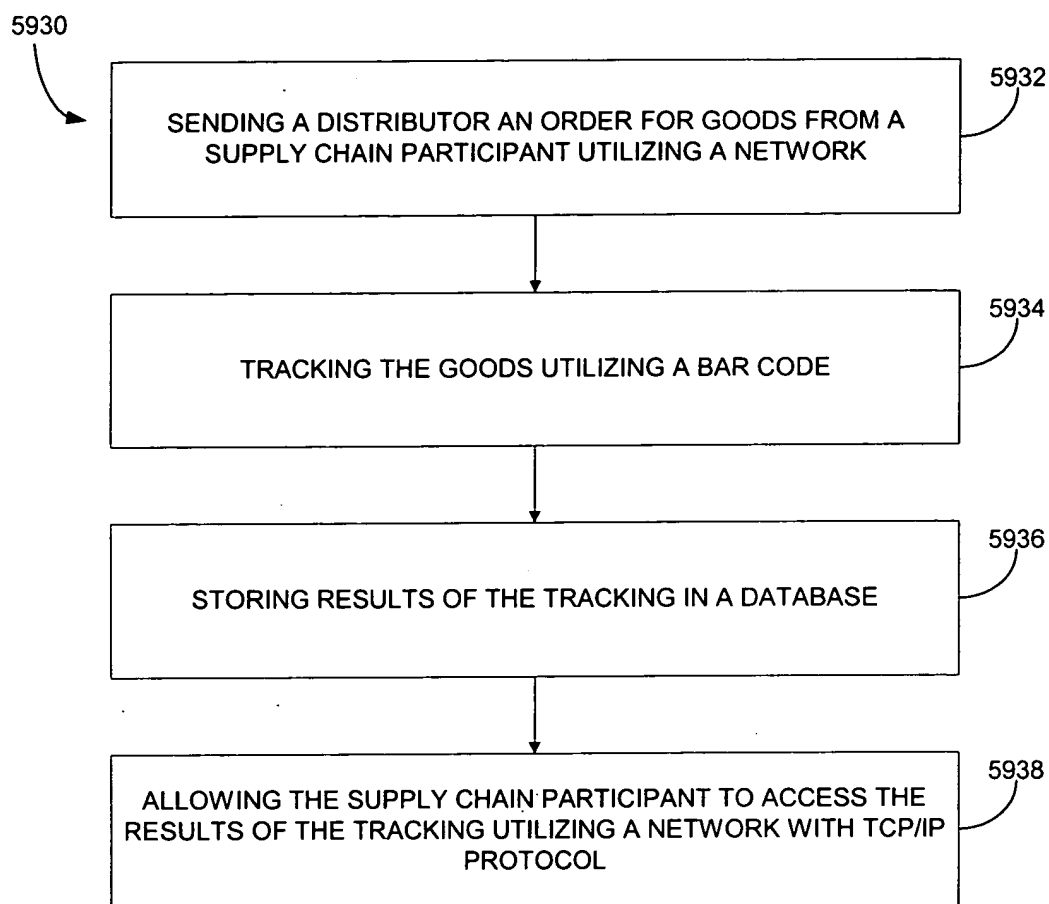 5930
5932
SENDING A DISTRIBUTOR AN ORDER FOR GOODS FROM A
SUPPLY CHAIN PARTICIPANT UTILIZING A NETWORK
5934
TRACKING THE GOODS UTILIZING A BAR CODE
5936
STORING RESULTS OF THE TRACKING IN A DATABASE
5938
ALLOWING THE SUPPLY CHAIN PARTICIPANT TO ACCESS THE
RESULTS OF THE TRACKING UTILIZING A NETWORK WITH TCP/IP
PROTOCOL